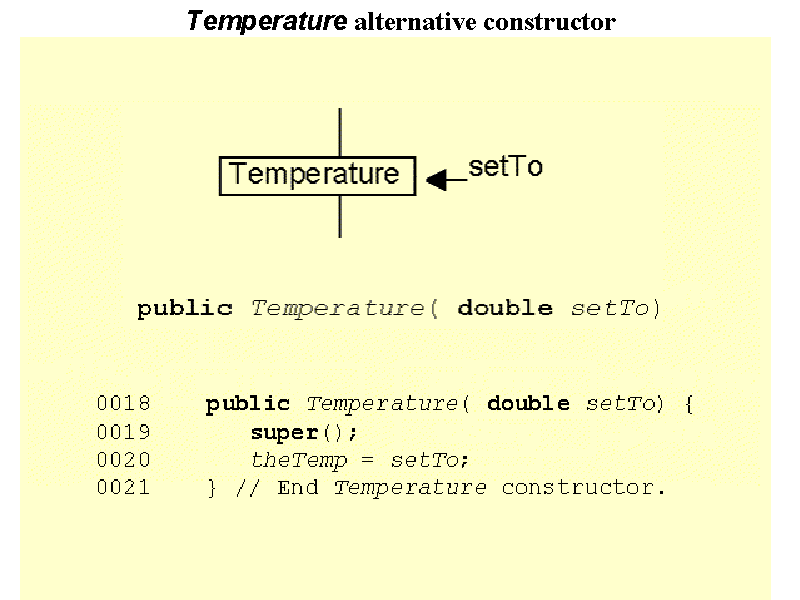 Temperature alternative constructor
Temperature
setTo
public Temperature( double setTo)
0018 public Temperature( double setTo) {
0019 super();
0020 theTemp = setTo;
0021 } // End Temperature constructor.